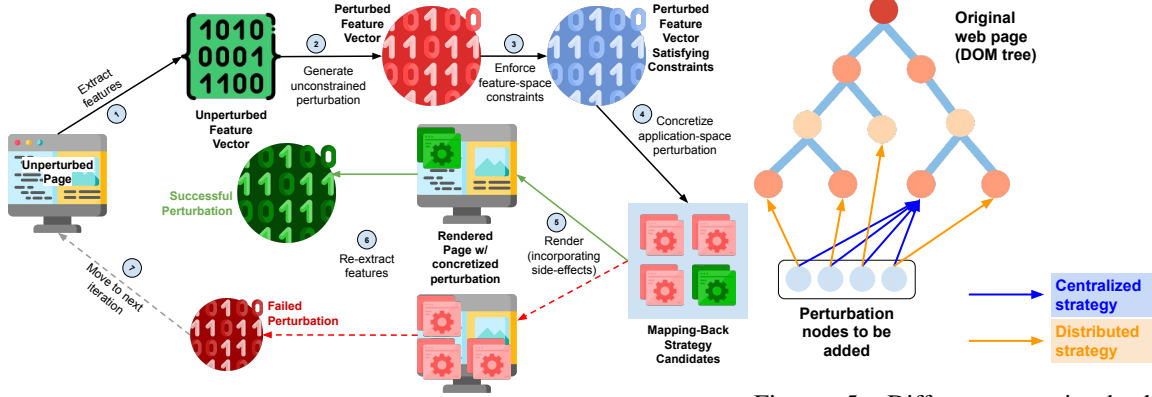 Extract
features
1
1010
0001
1100
Unperturbed
Feature
Vector
2
Generate
unconstrained
perturbation
Perturbed
Feature
Vector
3
Enforce
feature-space
constraints
Perturbed
Feature
Vector
Satisfying
Constraints
4
Concretize
application-space
perturbation
Unperturbed
Page
Successful
Perturbation
Rendered
Page w/
concretized
perturbation
5
Render
(incorporating
side-effects)
6
Re-extract
features
7
Move to next
iteration
Failed
Perturbation
Mapping-Back
Strategy
Candidates
Original
web page
(DOM tree)
Perturbation
nodes to be
added
Centralized
strategy
Distributed
strategy